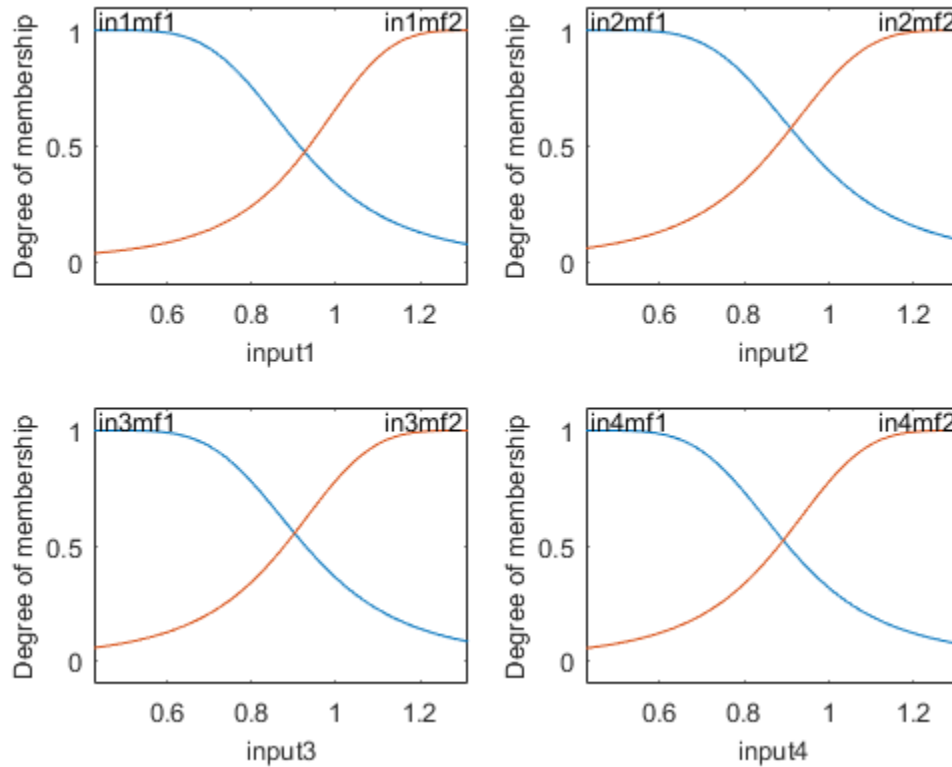 in1mf1 in1mf2
Degree of membership
1
0.5
0
0.6 0.8 1 1.2
input1
in2mf1 in2mf2
Degree of membership
1
0.5
0
0.6 0.8 1 1.2
input2
in3mf1 in3mf2
Degree of membership
1
0.5
0
0.6 0.8 1 1.2
input3
in4mf1 in4mf2
Degree of membership
1
0.5
0
0.6 0.8 1 1.2
input4